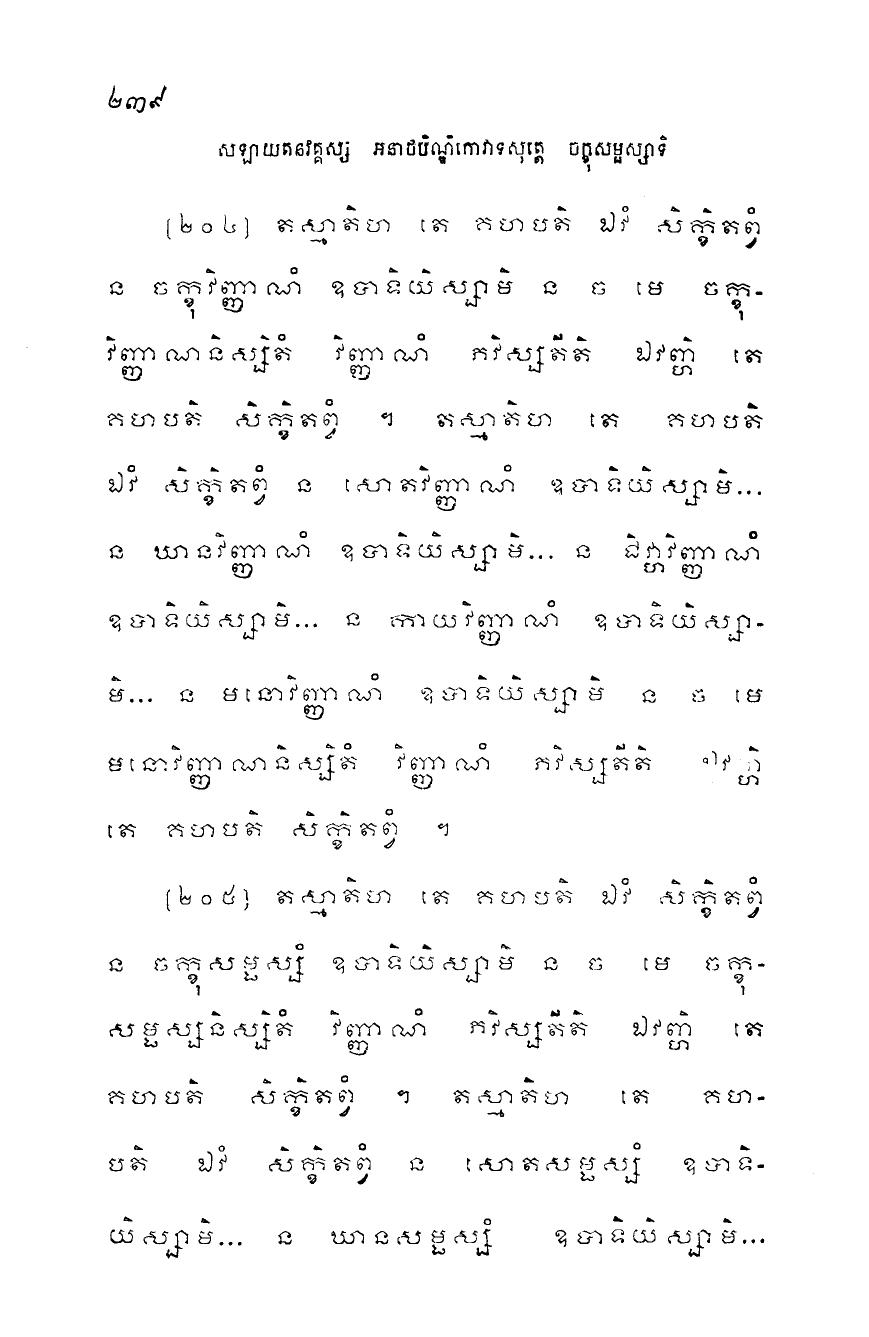 ២៣៩
សឡាយតនវគ្គស្ស អនាថបិណ្ឌិកោវាទសុត្តេ ចក្ខុសម្ផស្សាទិ
[២០៤] តស្មាតិហ តេ គហបតិ ឯវំ សិក្ខិតព្វំ
ន ចក្ខុវិញ្ញាណំ ឧបាទិយិស្សាមិ ន ច មេ ចក្ខុ-
វិញ្ញាណនិស្សិតំ វិញ្ញាណំ ភវិស្សតីតិ ឯវញ្ហិ តេ
គហបតិ សិក្ខិតព្វំ ។ តស្មាតិហ តេ គហបតិ
ឯវំ សិក្ខិតព្វំ ន សោតវិញ្ញាណំ ឧបាទិយិស្សាមិ...
ន ឃានវិញ្ញាណំ ឧបាទិយិស្សាមិ... ន ជិវ្ហាវិញ្ញាណំ
ឧបាទិយិស្សាមិ... ន កាយវិញ្ញាណំ ឧបាទិយិស្សា-
មិ... ន មនោវិញ្ញាណំ ឧបាទិយិស្សាមិ ន ច មេ
មនោវិញ្ញាណនិស្សិតំ វិញ្ញាណំ ភវិស្សតីតិ ឯវញ្ហិ
តេ គហបតិ សិក្ខិតព្វំ ។
[២០៥] តស្មាតិហ តេ គហបតិ ឯវំ សិក្ខិតព្វំ
ន ចក្ខុសម្ផស្សំ ឧបាទិយិស្សាមិ ន ច មេ ចក្ខុ-
សម្ផស្សនិស្សិតំ វិញ្ញាណំ ភវិស្សតីតិ ឯវញ្ហិ តេ
គហបតិ សិក្ខិតព្វំ ។ តស្មាតិហ តេ គហ-
បតិ ឯវំ សិក្ខិតព្វំ ន សោតសម្ផស្សំ ឧបាទិ-
យិស្សាមិ... ន ឃានសម្ផស្សំ ឧបាទិយិស្សាមិ...